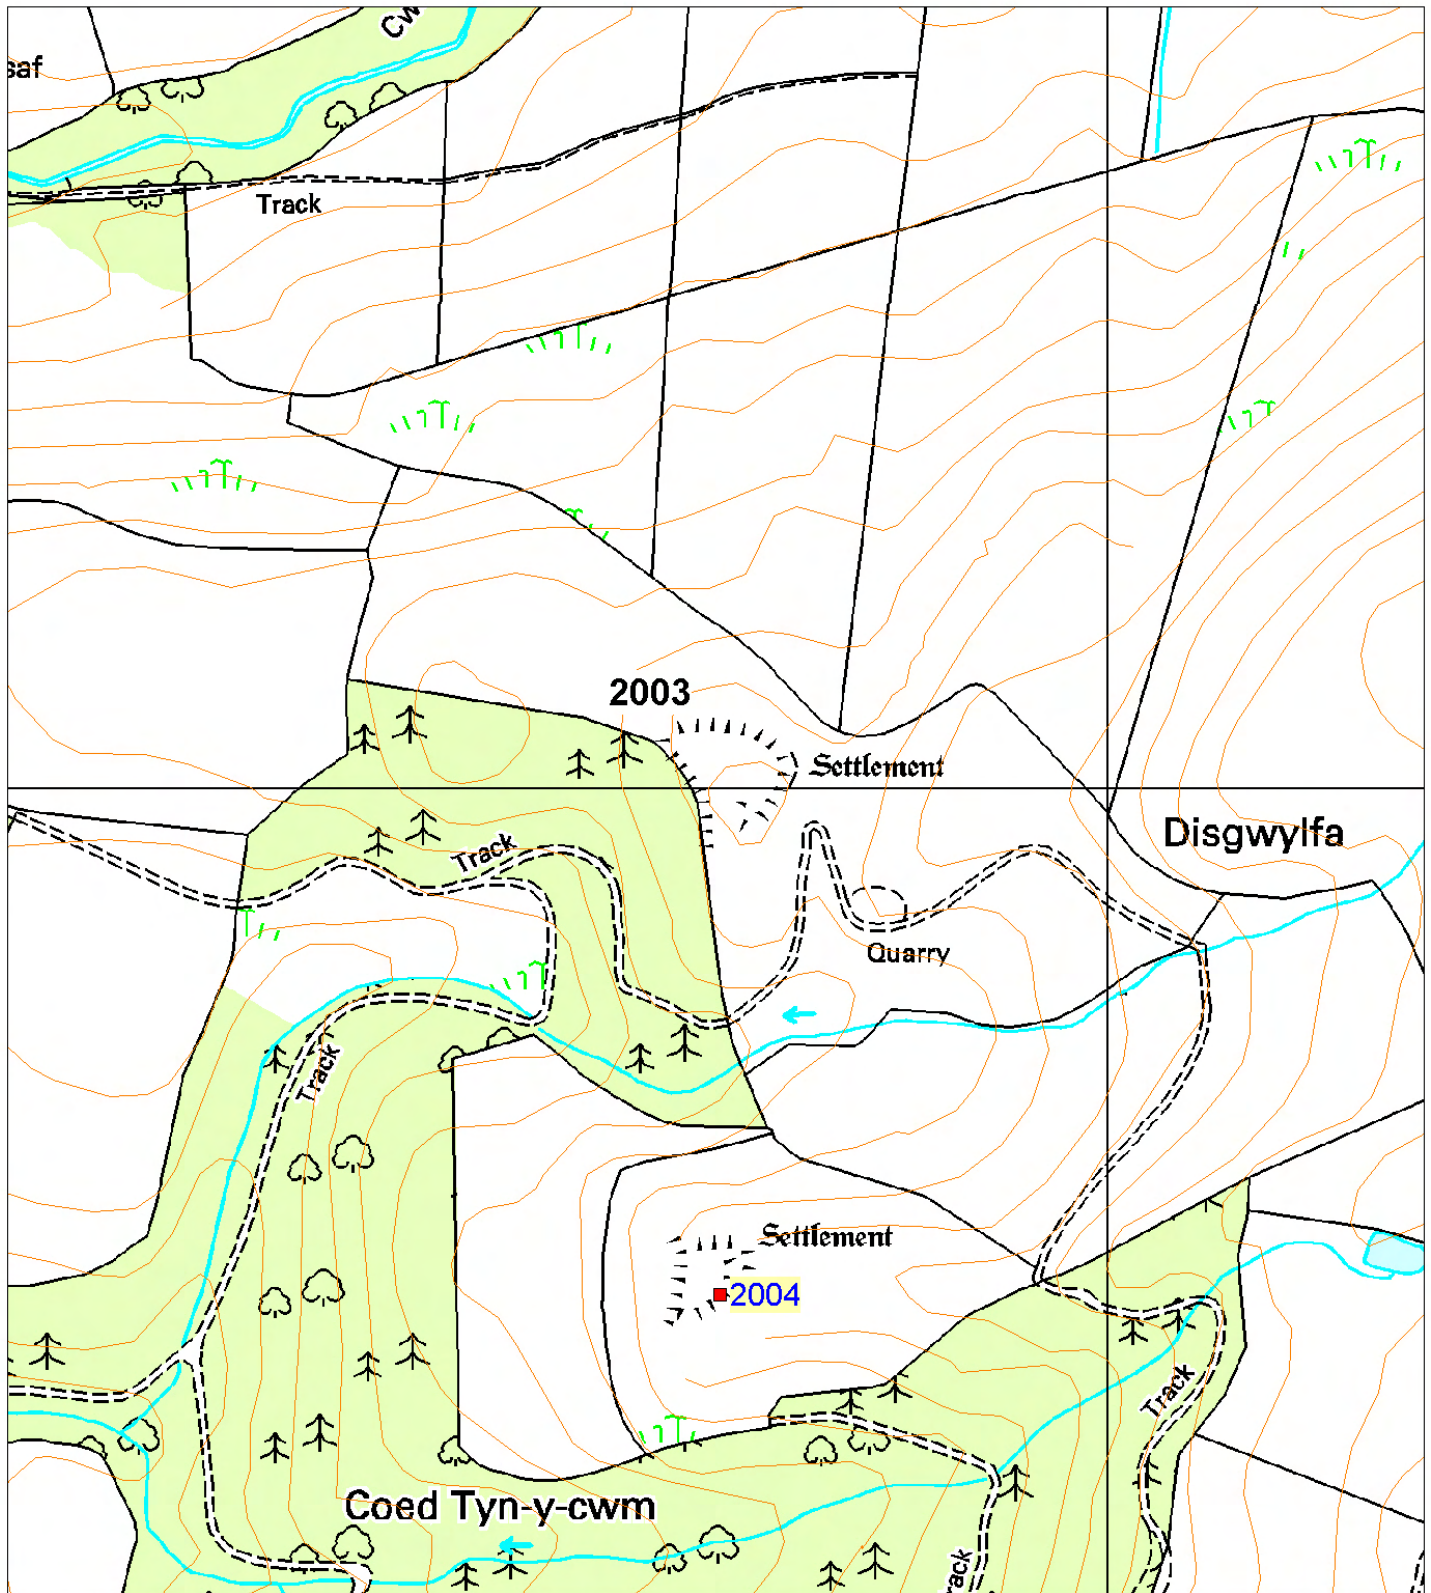 Cw
saf
Track
2003
Settlement
Disgwylfa
Track
Quarry
Track
Settlement
2004
Track
Coed Tyn-y-cwm
rack